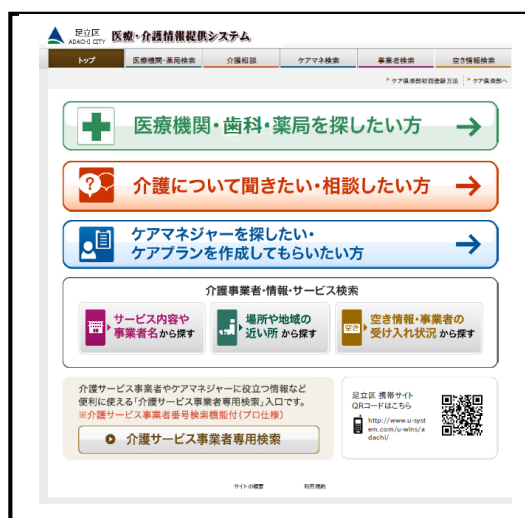 足立区 ADACHI CITY 医療・介護情報提供システム
トップ 医療機関・薬局検索 介護相談 ケアマネ検索 事業者検索 空き情報検索
ケア倶楽部初回登録方法 ケア倶楽部へ
医療機関・歯科・薬局を探したい方
介護について聞きたい・相談したい方
ケアマネジャーを探したい・
ケアプランを作成してもらいたい方
介護事業者・情報・サービス検索
サービス内容や
事業者名から探す
場所や地域の
近い所から探す
空き
空き情報・事業者の
受け入れ状況から探す
介護サービス事業者やケアマネジャーに役立つ情報など
便利に使える「介護サービス事業者専用検索」入口です。
※介護サービス事業者番号検索機能付(プロ仕様)
介護サービス事業者専用検索
足立区 携帯サイト
QRコードはこちら
http://www.u-syst
em.com/u-wins/a
dachi/
サイトの概要 利用規約